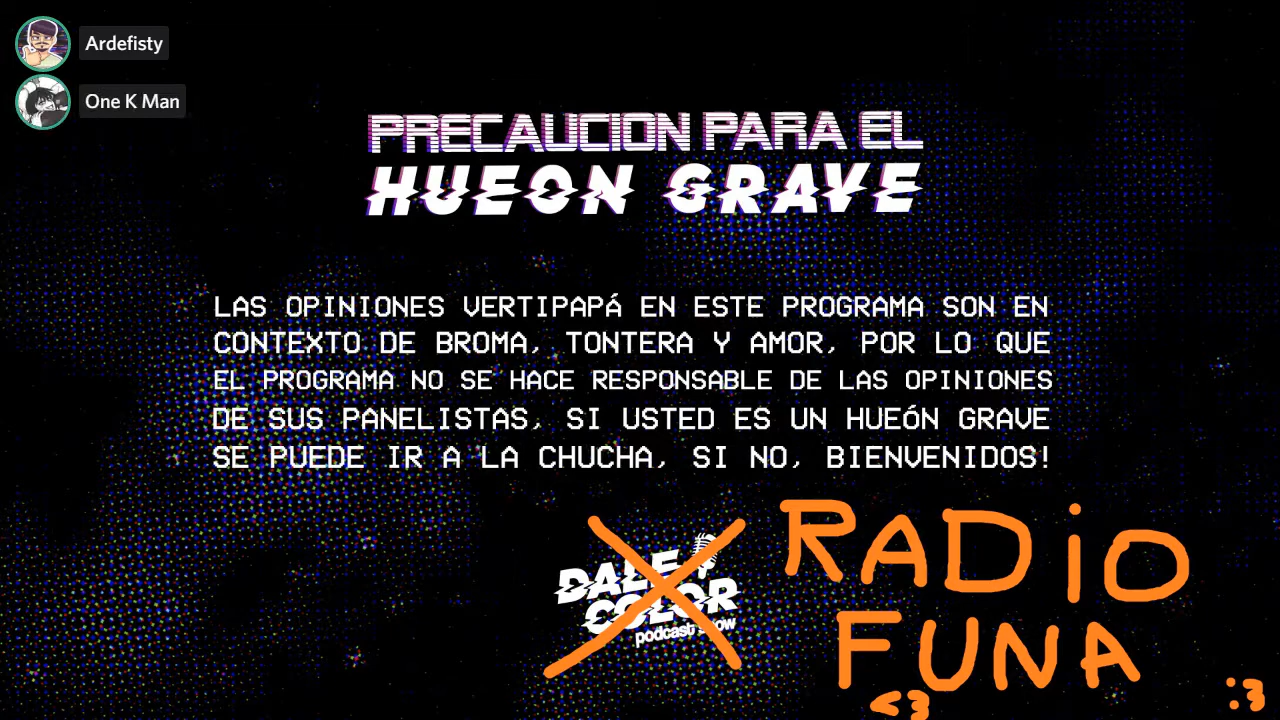 Ardefisty
One K Man
PRECAUCION PARA EL
HUEON GRAVE
LAS OPINIONES VERTIPAPÁ EN ESTE PROGRAMA SON EN
CONTEXTO DE BROMA, TONTERA Y AMOR, POR LO QUE
EL PROGRAMA NO SE HACE RESPONSABLE DE LAS OPINIONES
DE SUS PANELISTAS, SI USTED ES UN HUEÓN GRAVE
SE PUEDE IR A LA CHUCHA, SI NO, BIENVENIDOS!
DALE
COLOR
podcast show
RADiO
FUNA
<3
:3